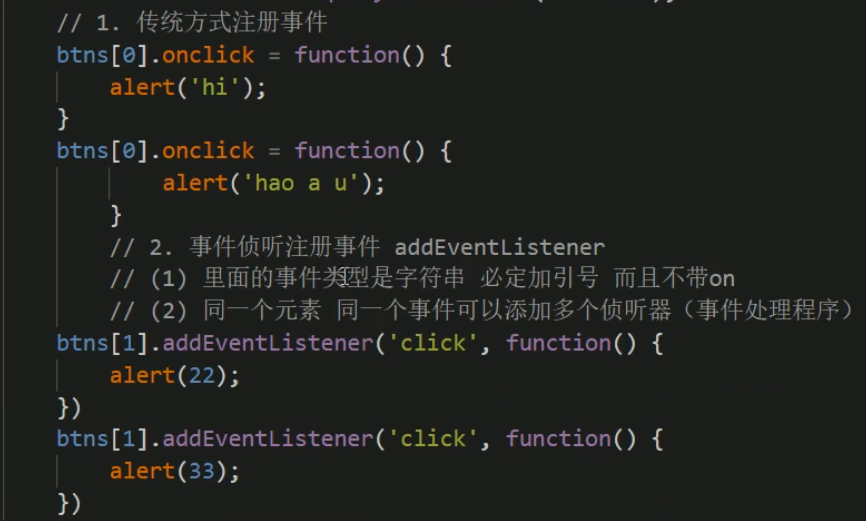 // 1. 传统方式注册事件
btns[0].onclick = function() {
    alert('hi');
}
btns[0].onclick = function() {
        alert('hao a u');
    }
    // 2. 事件侦听注册事件 addEventListener
    // (1) 里面的事件类型是字符串 必定加引号 而且不带on
    // (2) 同一个元素 同一个事件可以添加多个侦听器（事件处理程序）
btns[1].addEventListener('click', function() {
    alert(22);
})
btns[1].addEventListener('click', function() {
    alert(33);
})